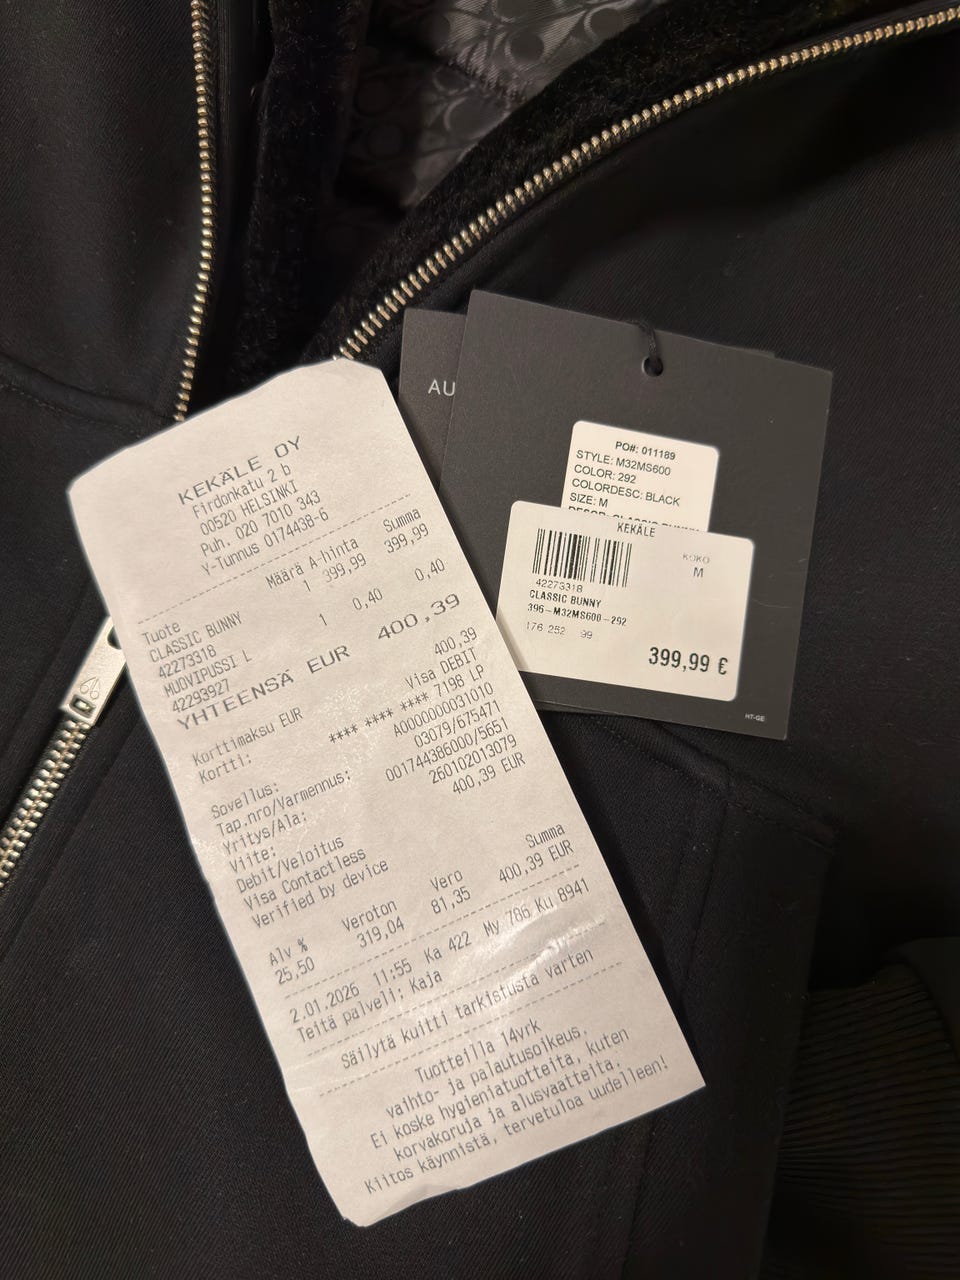 KEKÄLE OY
Firdonkatu 2 b
00520 HELSINKI
Puh. 020 7010 343
Y-Tunnus 0174438-6
Tuote Määrä A-hinta Summa
CLASSIC BUNNY 1 399,99 399,99
42273318
MUOVIPUSSI L 1 0,40 0,40
42293927
YHTEENSÄ EUR 400,39
Korttimaksu EUR 400,39
Kortti: Visa DEBIT
**** **** **** 7198 LP
Sovellus: A0000000031010
Tap.nro/Varmennus: 03079/675471
Yritys/Ala: 001744386000/5651
Viite: 260102013079
Debit/Veloitus 400,39 EUR
Visa Contactless
Verified by device
Alv % Veroton Vero Summa
25,50 319,04 81,35 400,39 EUR
2.01.2026 11:55 Ka 422 My 786 Ku 8941
Teitä palveli: Kaja
Säilytä kuitti tarkistusta varten
Tuotteilla 14vrk
vaihto- ja palautusoikeus.
Ei koske hygieniatuotteita, kuten
korvakoruja ja alusvaatteita.
Kiitos käynnistä, tervetuloa uudelleen!
AU
PO#: 011189
STYLE: M32MS600
COLOR: 292
COLORDESC: BLACK
SIZE: M
DESCR: CLASSIC BUNNY
KEKÄLE
KOKO
M
42273318
CLASSIC BUNNY
396-M32MS600-292
176 252 99
399,99 €
HT-GE